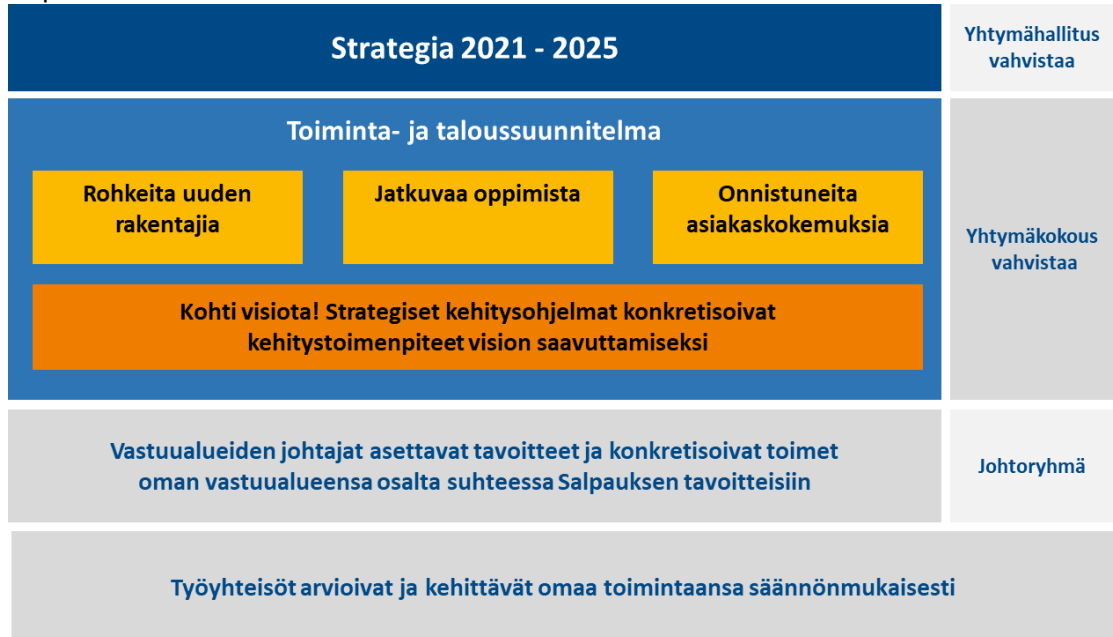 Strategia 2021 - 2025
Yhtymähallitus
vahvistaa
Toiminta- ja taloussuunnitelma
Rohkeita uuden
rakentajia
Jatkuvaa oppimista
Onnistuneita
asiakaskokemuksia
Kohti visiota! Strategiset kehitysohjelmat konkretisoivat
kehitystoimenpiteet vision saavuttamiseksi
Yhtymäkokous
vahvistaa
Vastuualueiden johtajat asettavat tavoitteet ja konkretisoivat toimet
oman vastuualueensa osalta suhteessa Salpauksen tavoitteisiin
Johtoryhmä
Työyhteisöt arvioivat ja kehittävät omaa toimintaansa säännönmukaisesti